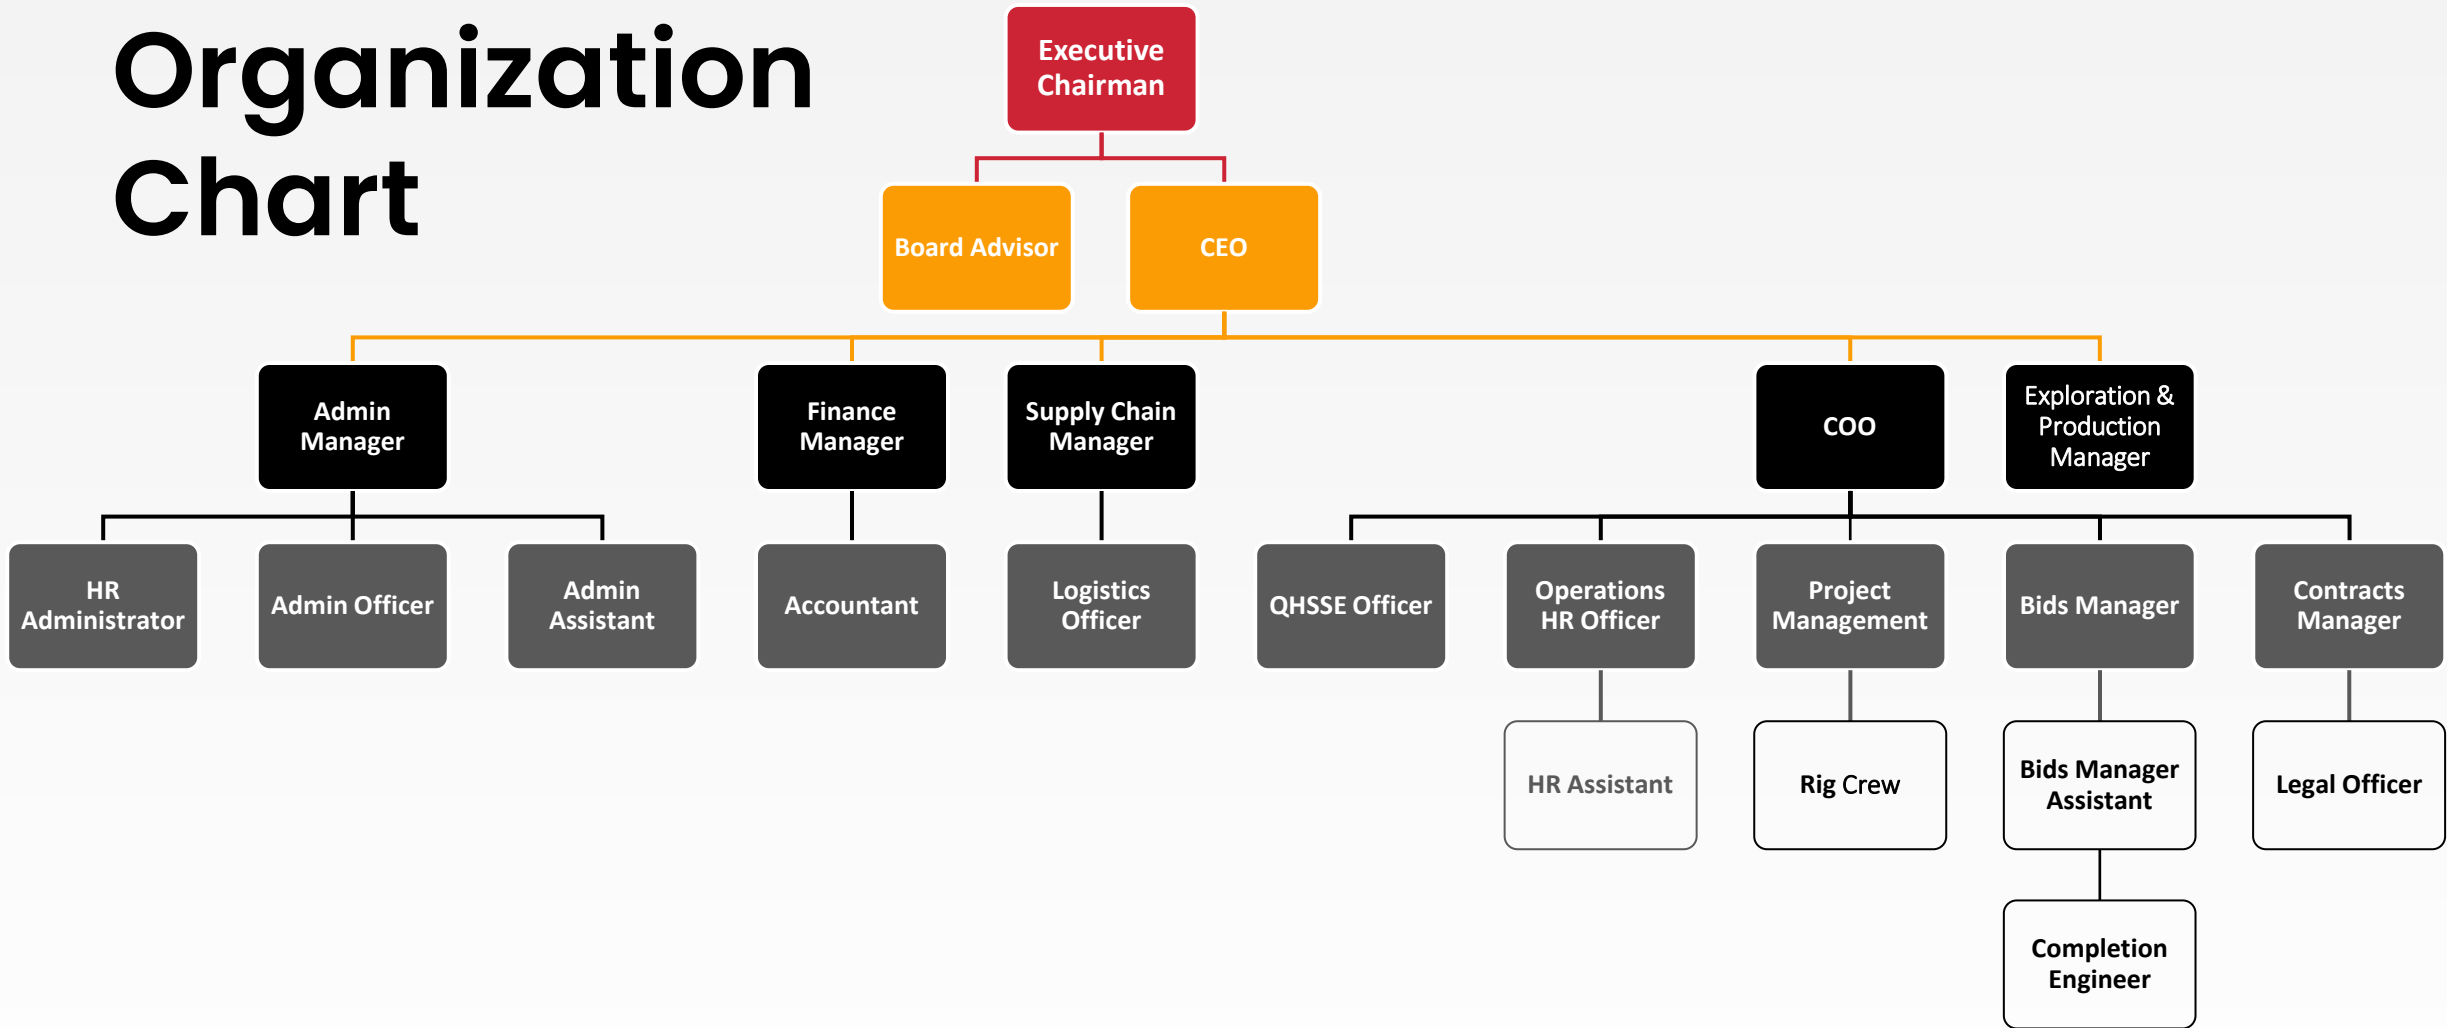 Organization
Chart
Executive
Chairman
Board Advisor
CEO
Admin
Manager
Finance
Manager
Supply Chain
Manager
COO
Exploration &
Production
Manager
HR
Administrator
Admin Officer
Admin
Assistant
Accountant
Logistics
Officer
QHSSE Officer
Operations
HR Officer
Project
Management
Bids Manager
Contracts
Manager
HR Assistant
Rig Crew
Bids Manager
Assistant
Legal Officer
Completion
Engineer